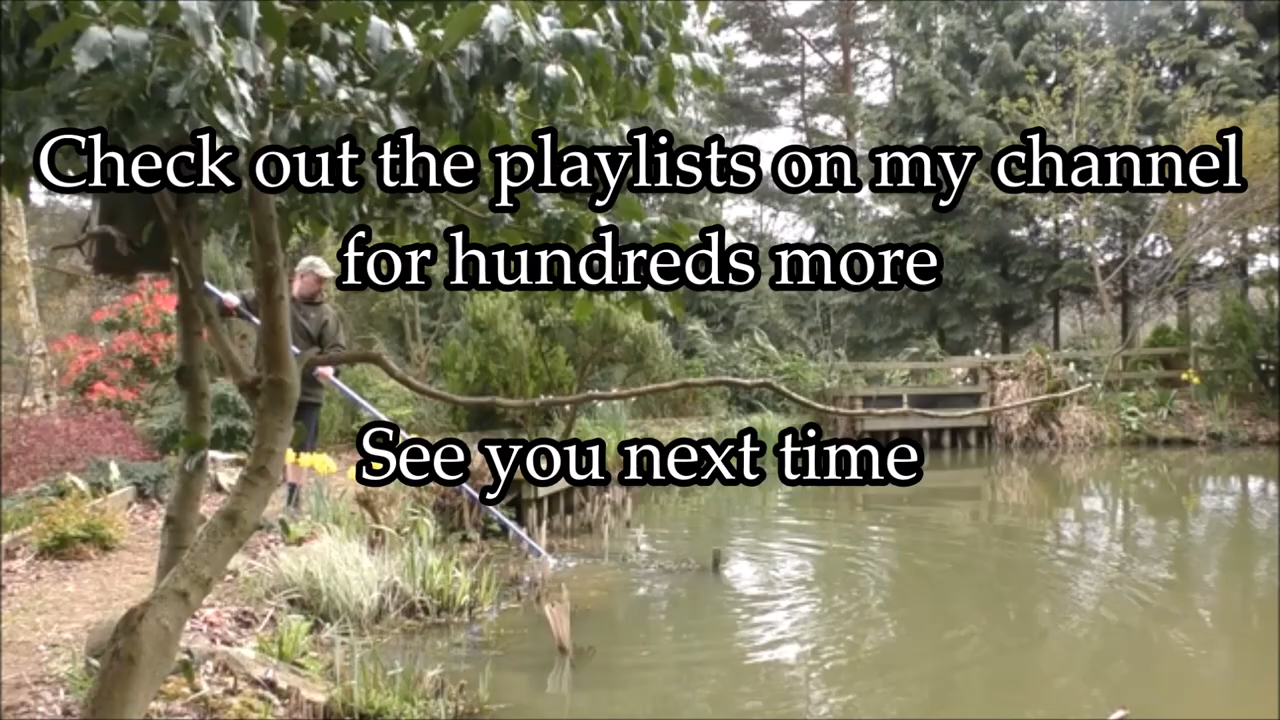 Check out the playlists on my channel
for hundreds more
See you next time